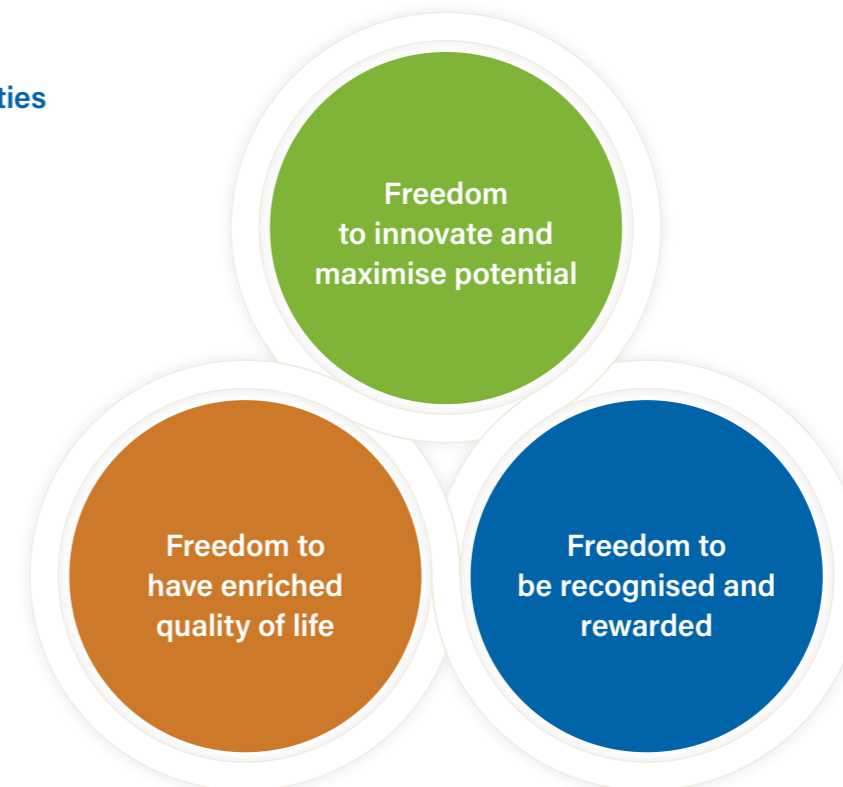 ties
Freedom
to innovate and
maximise potential
Freedom to
have enriched
quality of life
Freedom to
be recognised and
rewarded